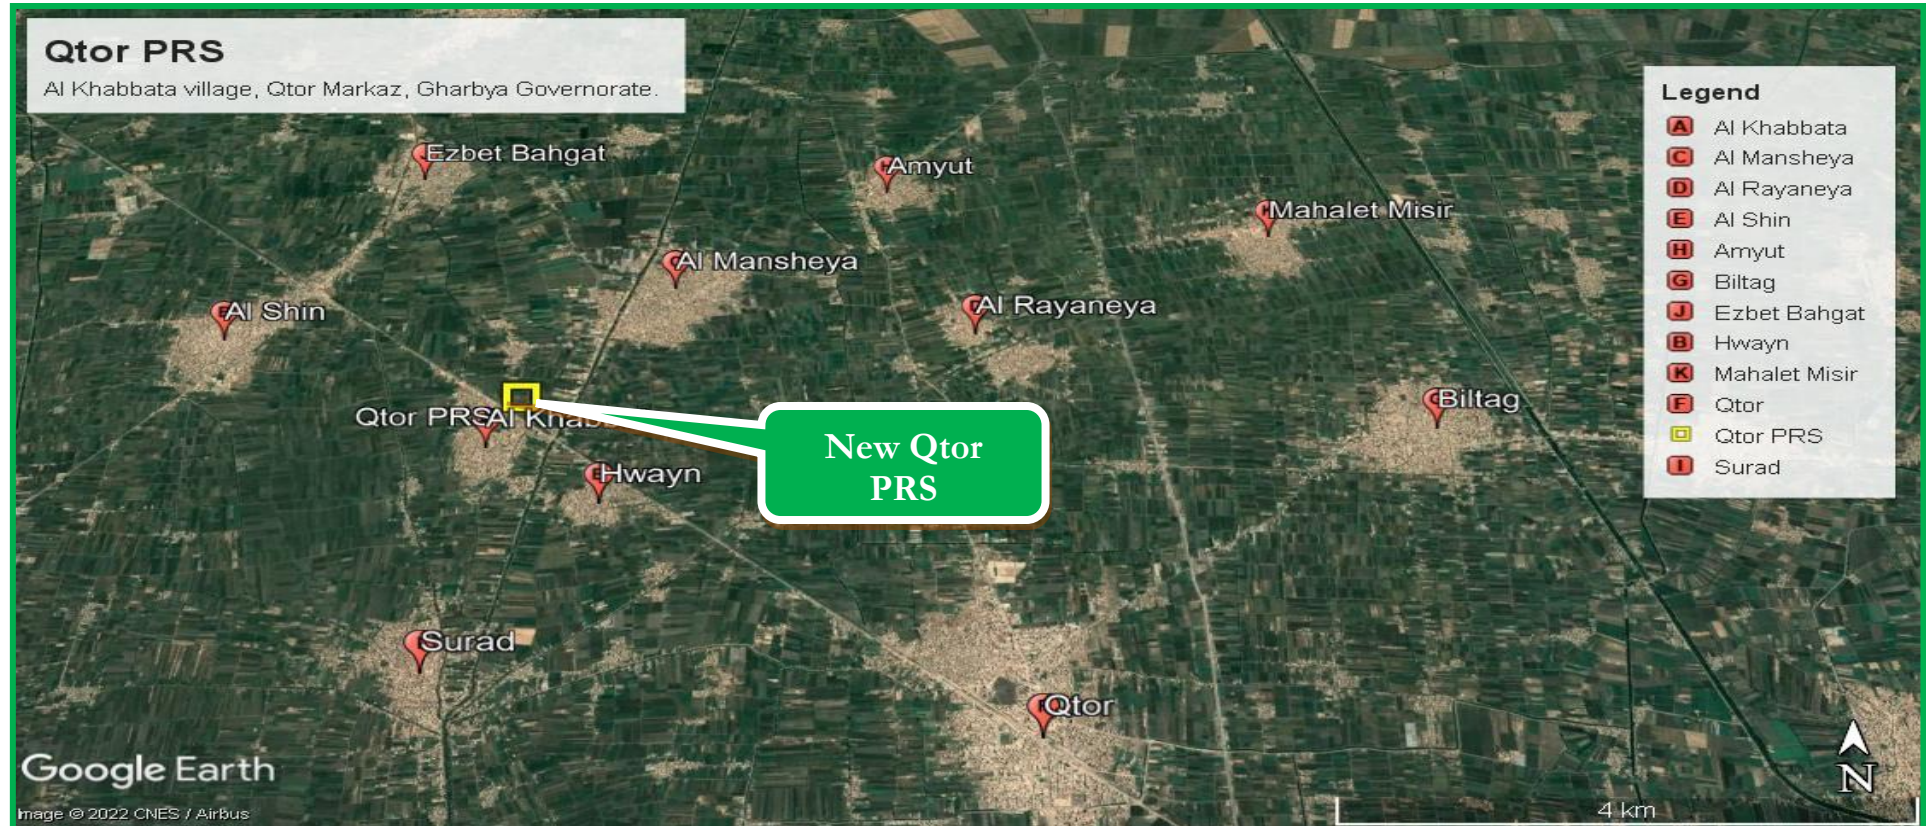 Qtor PRS
Al Khabbata village, Qtor Markaz, Gharbya Governorate.
Legend
A Al Khabbata
C Al Mansheya
D Al Rayaneya
E Al Shin
H Amyut
G Biltag
J Ezbet Bahgat
B Hwayn
K Mahalet Misir
F Qtor
Qtor PRS
I Surad
Ezbet Bahgat
Amyut
Mahalet Misir
Al Mansheya
Al Shin
Al Rayaneya
Biltag
Qtor PRS
Al Khabb
New Qtor
PRS
Hwayn
Surad
Qtor
Google Earth
Image © 2022 CNES / Airbus
N
4 km